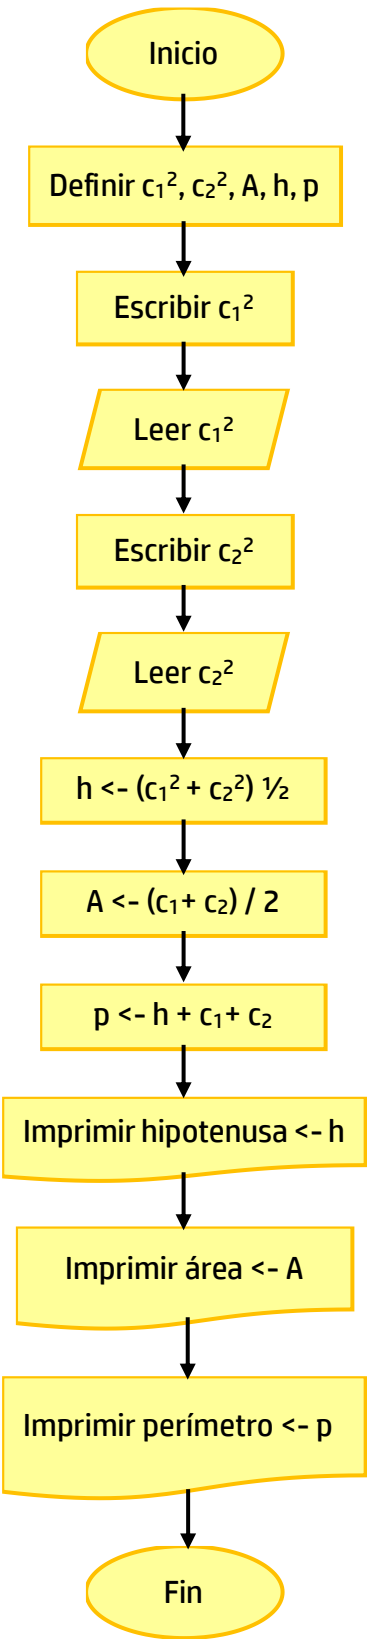 Inicio
Definir c₁², c₂², A, h, p
Escribir c₁²
Leer c₁²
Escribir c₂²
Leer c₂²
h <- (c₁² + c₂²) ½
A <- (c₁+ c₂) / 2
p <- h + c₁+ c₂
Imprimir hipotenusa <- h
Imprimir área <- A
Imprimir perímetro <- p
Fin